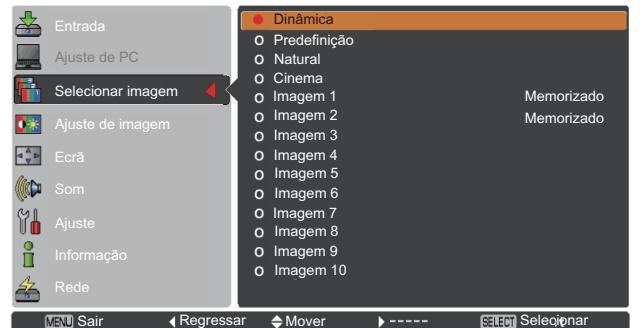 Entrada
Ajuste de PC
Selecionar imagem
Ajuste de imagem
Ecrã
Som
Ajuste
Informação
Rede
Dinâmica
Predefinição
Natural
Cinema
Imagem 1 Memorizado
Imagem 2 Memorizado
Imagem 3
Imagem 4
Imagem 5
Imagem 6
Imagem 7
Imagem 8
Imagem 9
Imagem 10
MENU Sair Regressar Mover ----- SELECT Selecionar